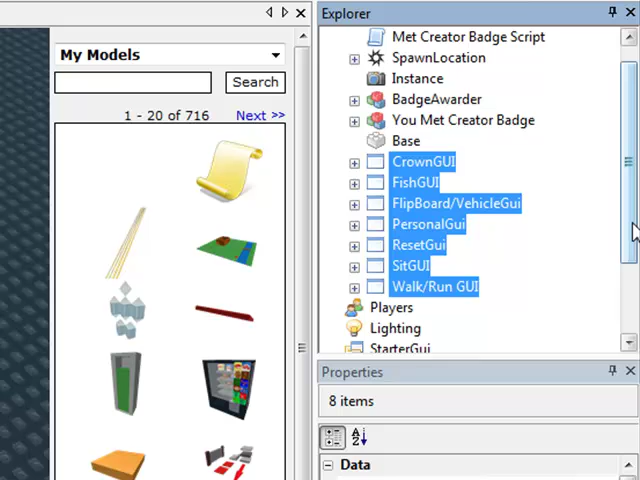 My Models
Search
1 - 20 of 716 Next >>
Explorer
Met Creator Badge Script
SpawnLocation
Instance
BadgeAwarder
You Met Creator Badge
Base
CrownGUI
FishGUI
FlipBoard/VehicleGui
PersonalGui
ResetGui
SitGUI
Walk/Run GUI
Players
Lighting
StarterGui
Properties
8 items
Data